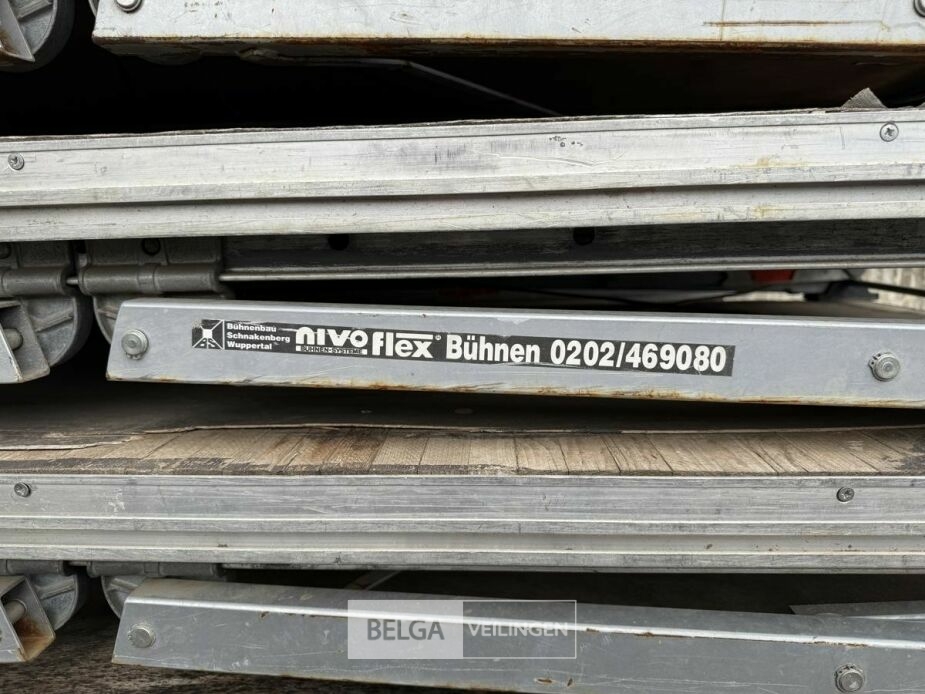 Bühnenbau
Schnakenberg
Wuppertal
nivoflex Bühnen 0202/469080
BÜHNEN-SYSTEME
BELGA VEILINGEN